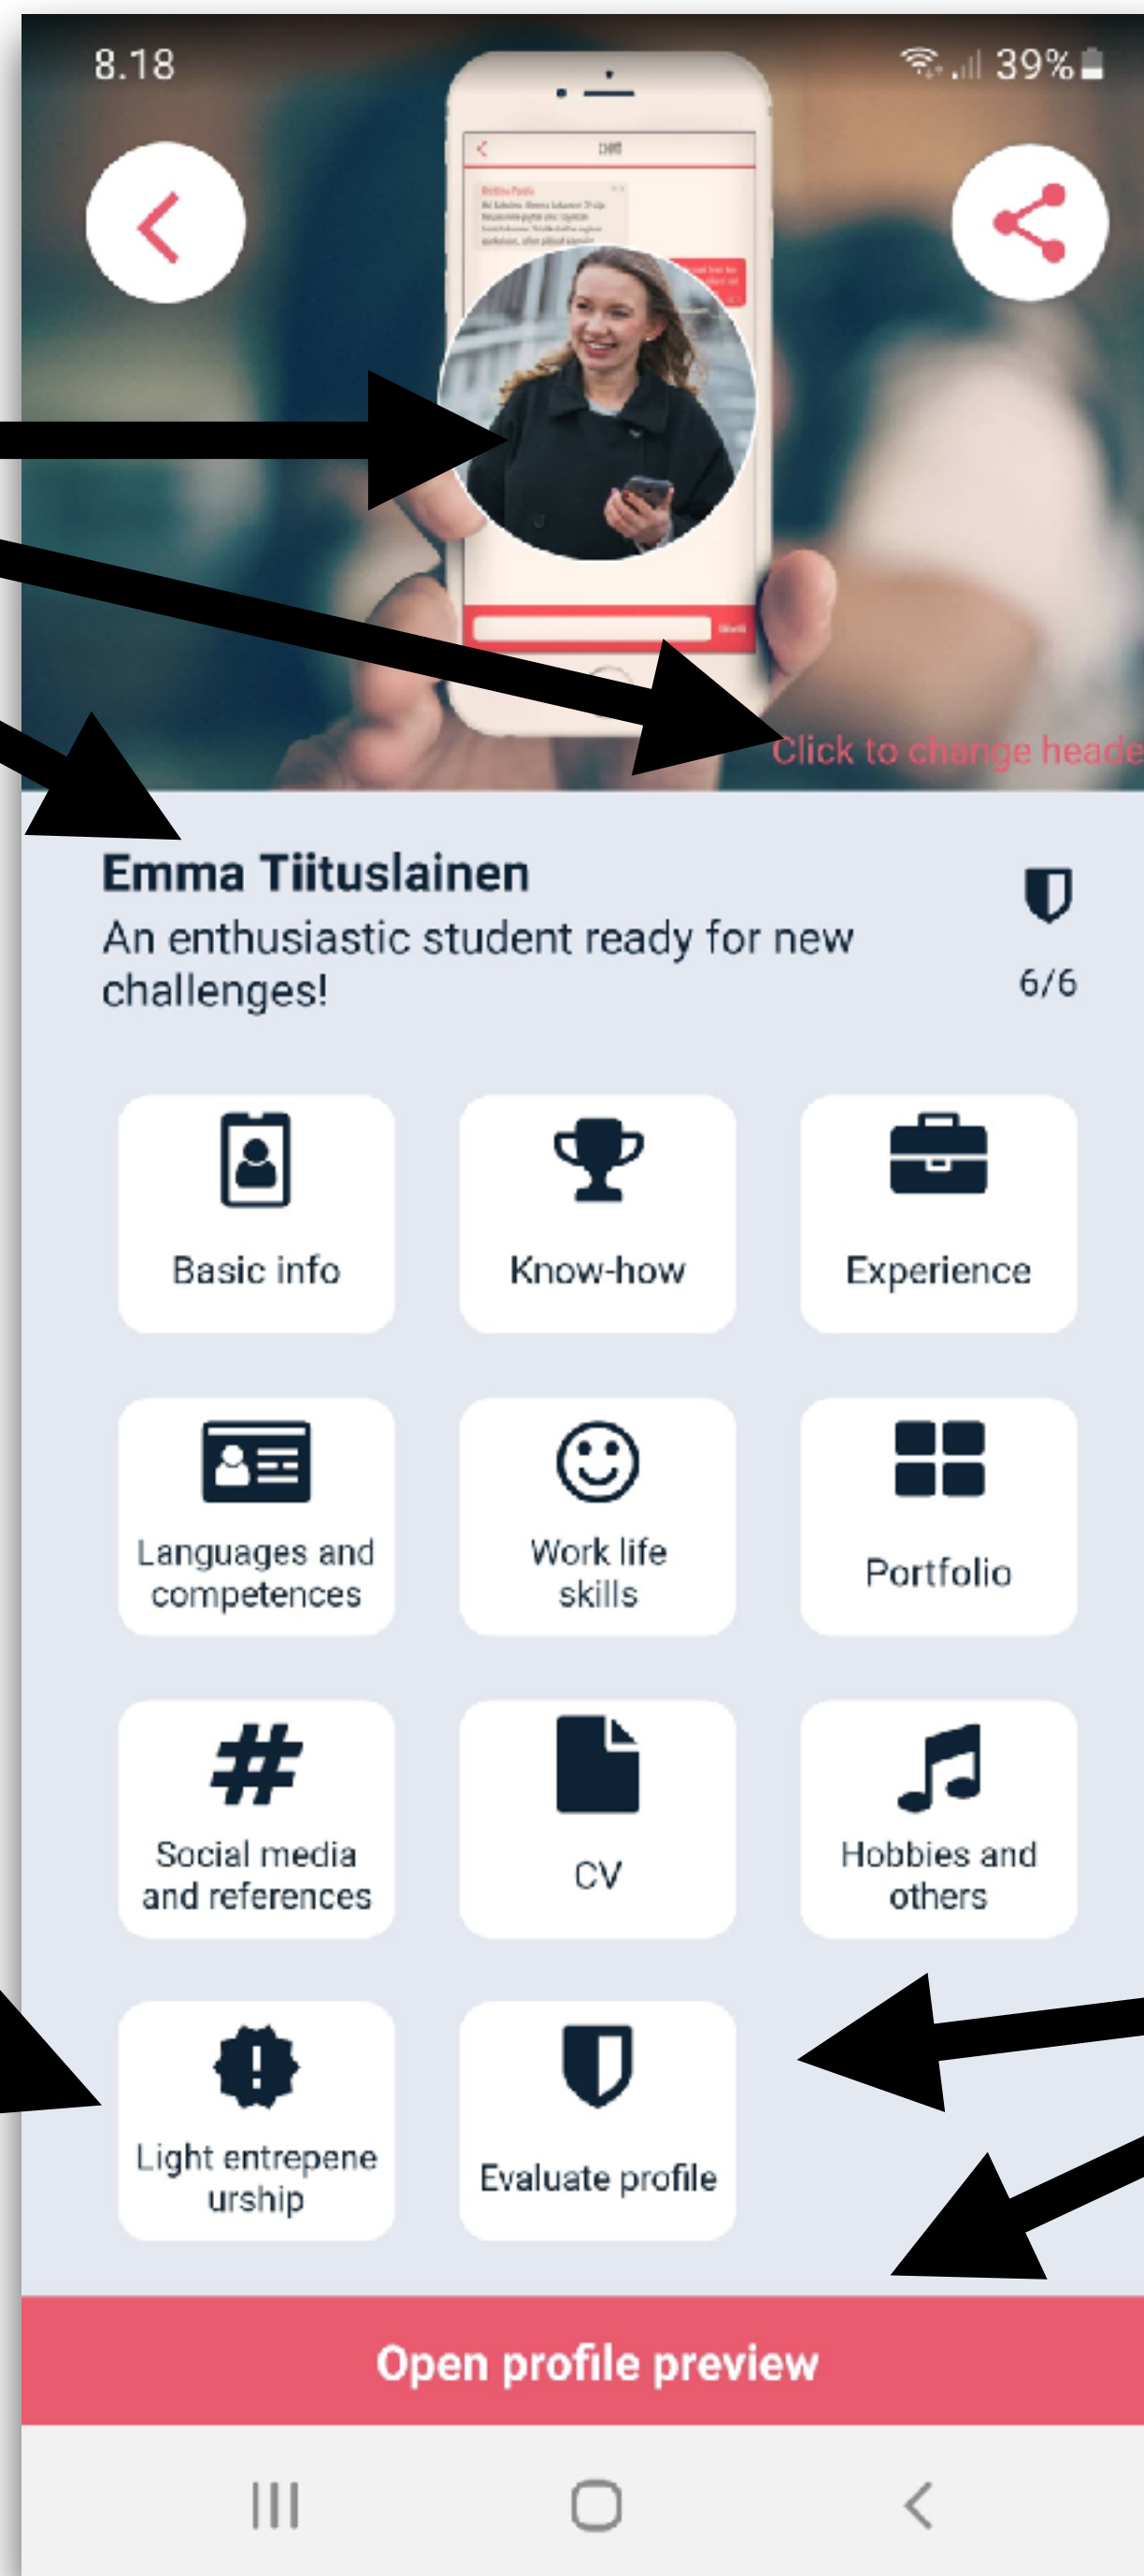 8.18
39%
Click to change heade
Emma Tiituslainen
An enthusiastic student ready for new
challenges!
6/6
Basic info
Know-how
Experience
Languages and
competences
Work life
skills
Portfolio
Social media
and references
CV
Hobbies and
others
Light entrepene
urship
Evaluate profile
Open profile preview